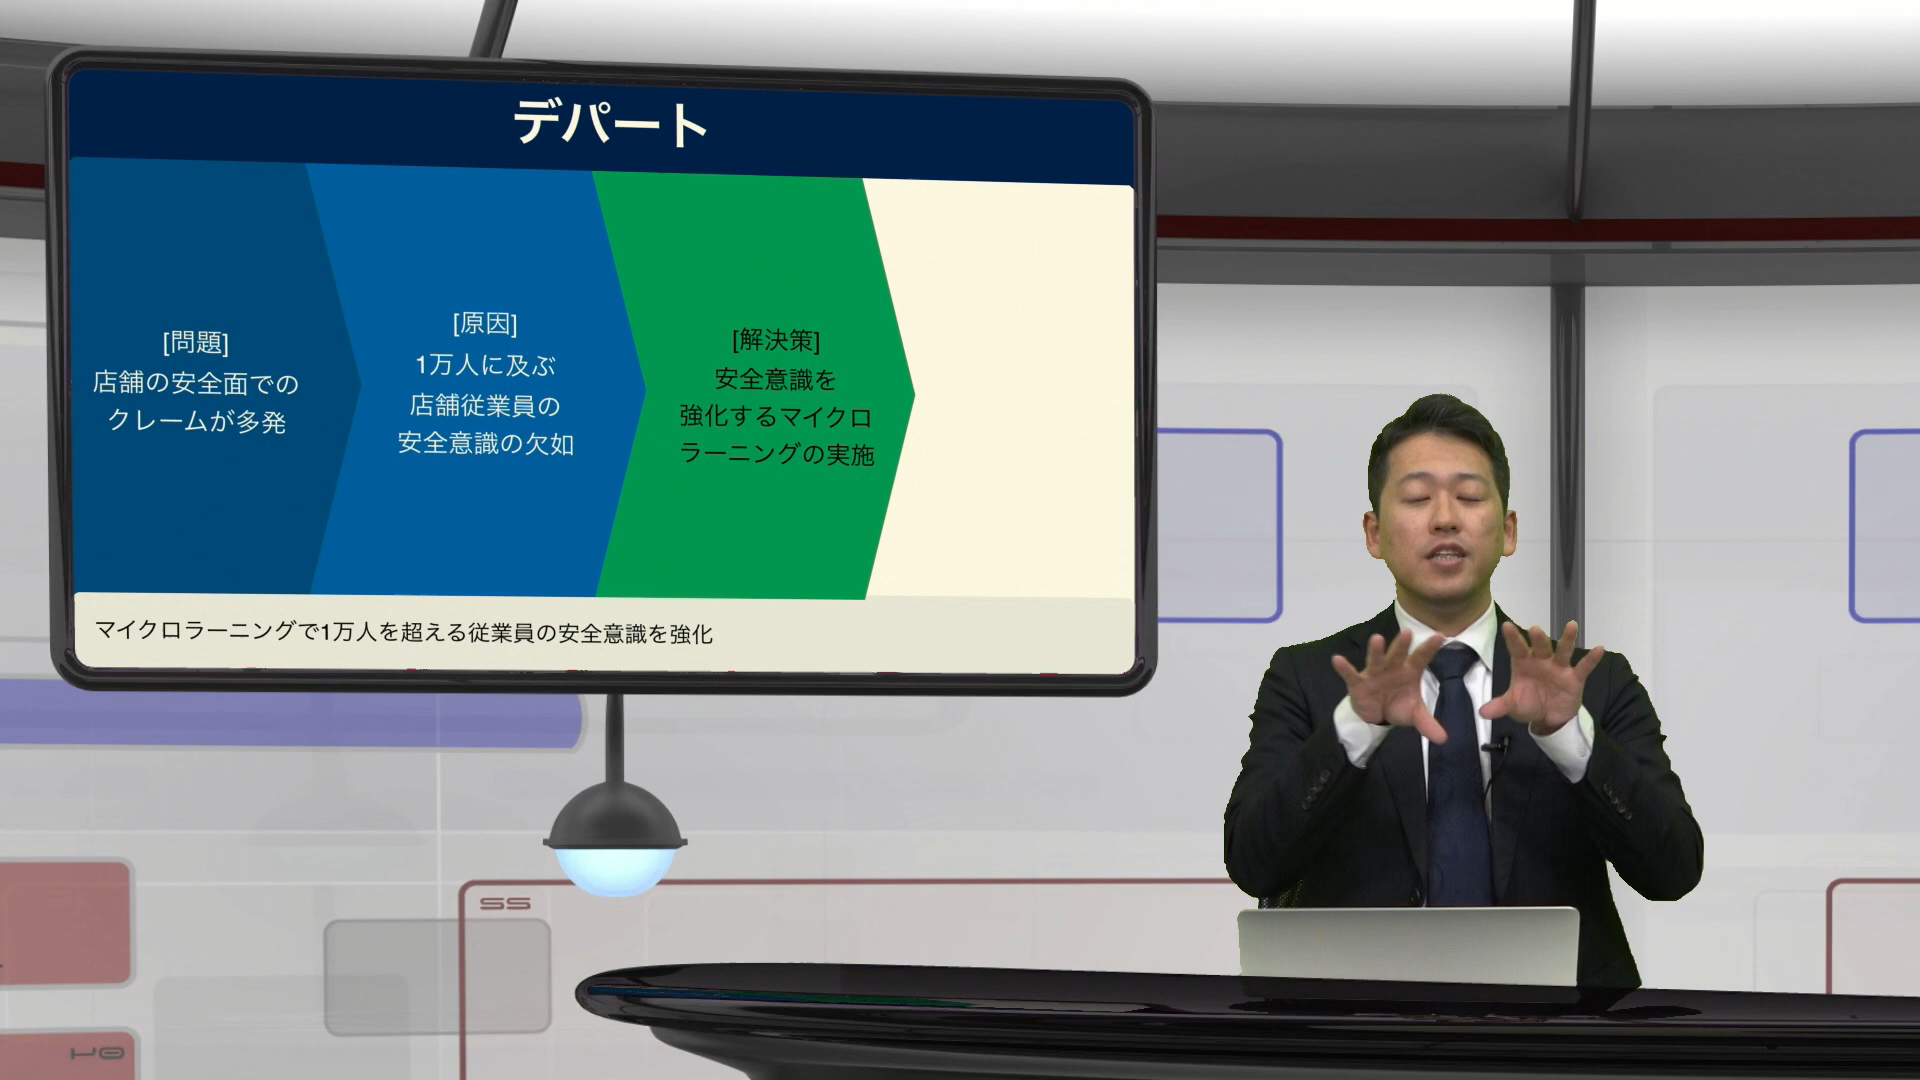 デパート
[問題]
店舗の安全面での
クレームが多発
[原因]
1万人に及ぶ
店舗従業員の
安全意識の欠如
[解決策]
安全意識を
強化するマイクロ
ラーニングの実施
マイクロラーニングで1万人を超える従業員の安全意識を強化
SS